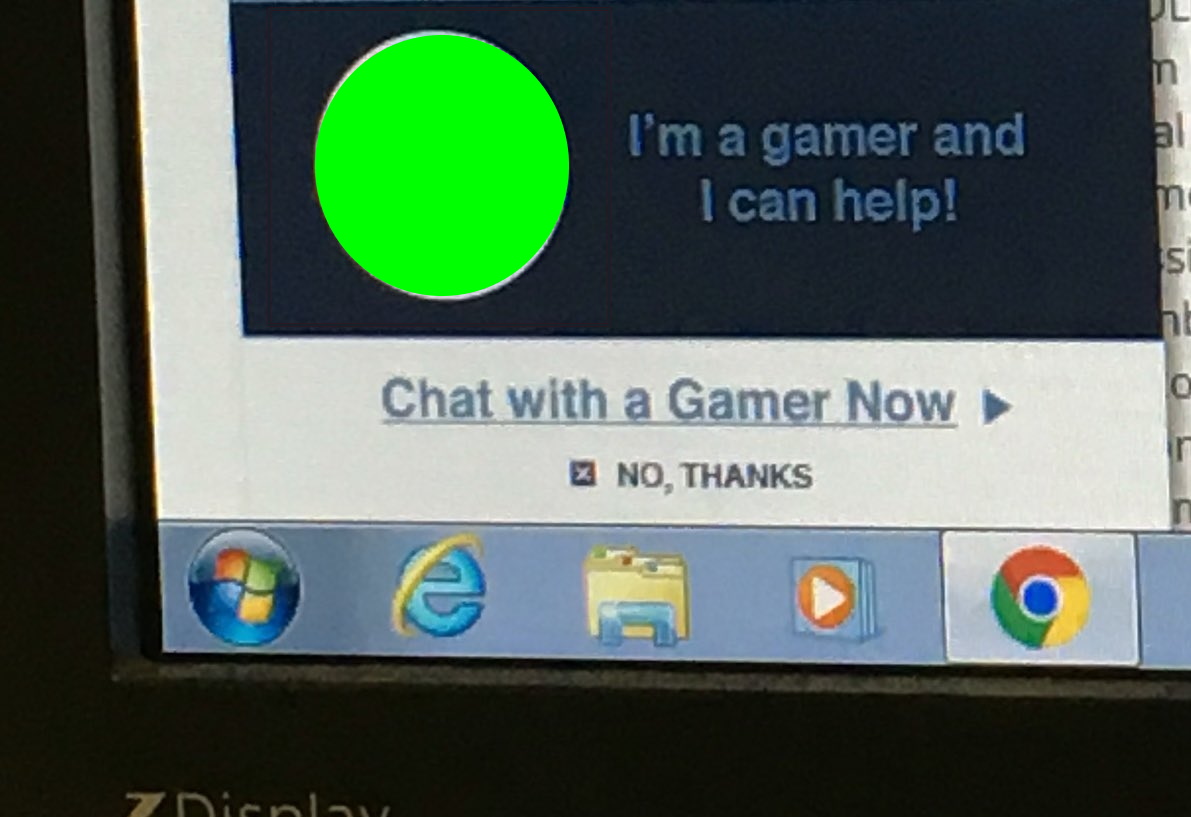 I'm a gamer and
I can help!
Chat with a Gamer Now
NO, THANKS
Display